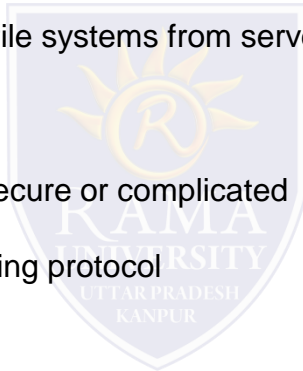 ile systems from serve
ecure or complicated
ing protocol
R
RAMA
UNIVERSITY
UTTAR PRADESH
KANPUR